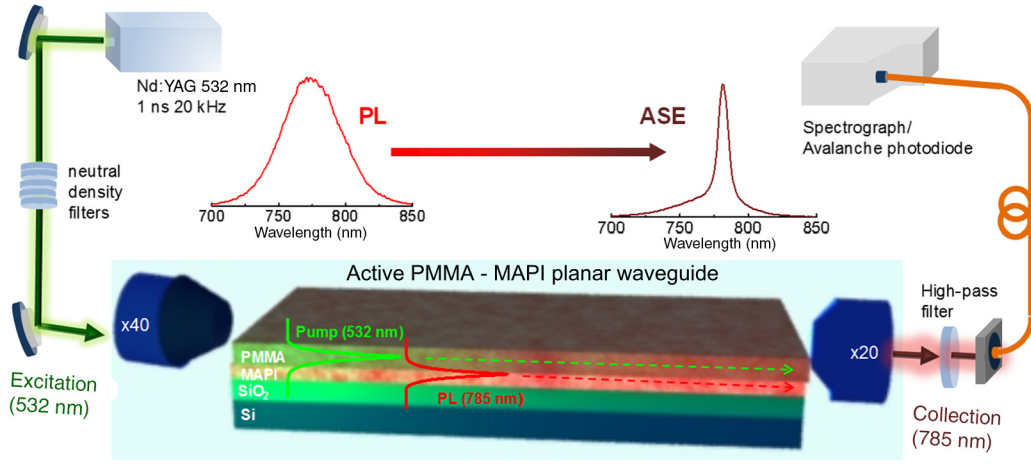 Nd:YAG 532 nm
1 ns 20 kHz
neutral
density
filters
PL
ASE
700
750
800
850
Wavelength (nm)
700
750
800
850
Wavelength (nm)
Spectrograph/
Avalanche photodiode
Active PMMA - MAPI planar waveguide
x40
Pump (532 nm)
PMMA
MAPI
SiO₂
Si
PL (785 nm)
x20
High-pass
filter
Excitation
(532 nm)
Collection
(785 nm)